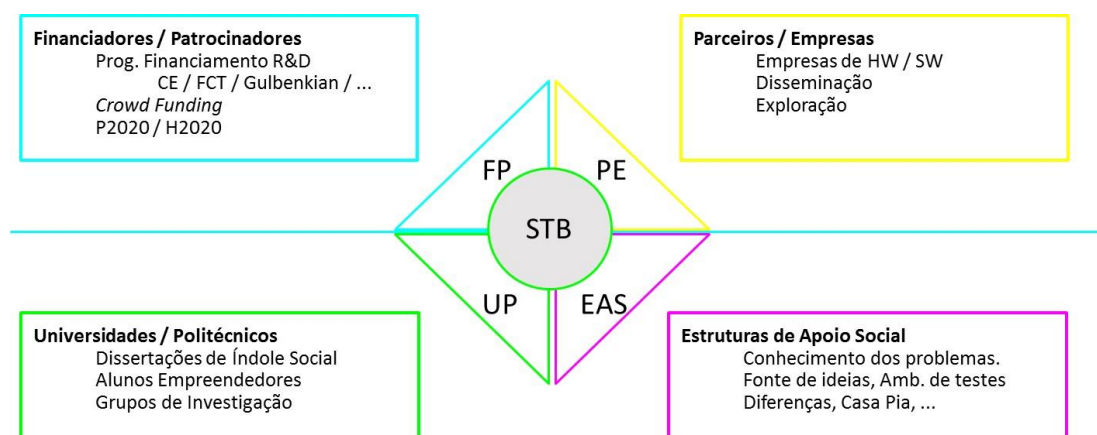 Financiadores / Patrocinadores
Prog. Financiamento R&D
CE / FCT / Gulbenkian / ...
Crowd Funding
P2020 / H2020
Parceiros / Empresas
Empresas de HW / SW
Disseminação
Exploração
FP
PE
STB
UP
EAS
Universidades / Politécnicos
Dissertações de Índole Social
Alunos Empreendedores
Grupos de Investigação
Estruturas de Apoio Social
Conhecimento dos problemas.
Fonte de ideias, Amb. de testes
Diferenças, Casa Pia, ...